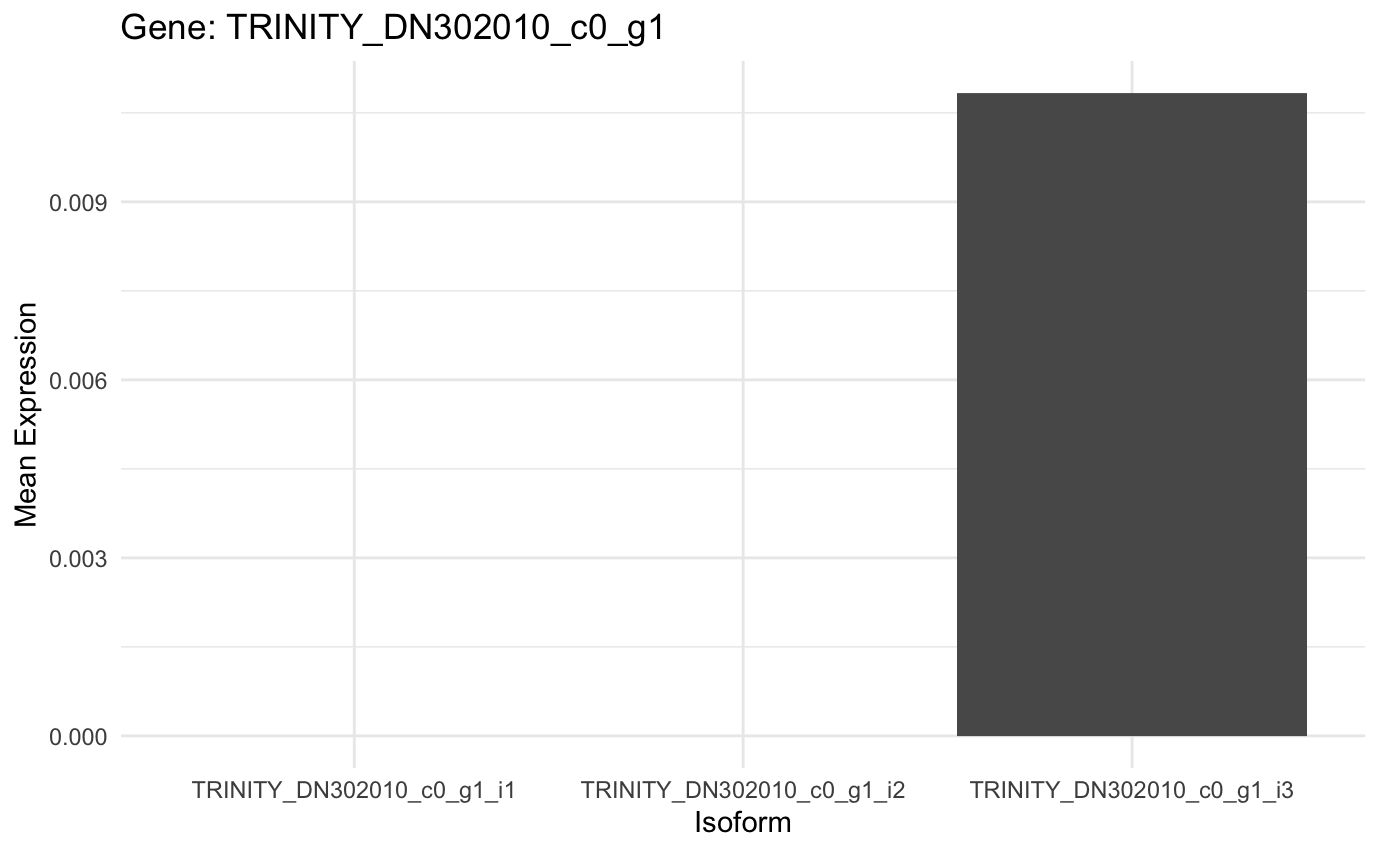 Gene: TRINITY_DN302010_c0_g1
Mean Expression
0.009
0.006
0.003
0.000
TRINITY_DN302010_c0_g1_i1 TRINITY_DN302010_c0_g1_i2 TRINITY_DN302010_c0_g1_i3
Isoform